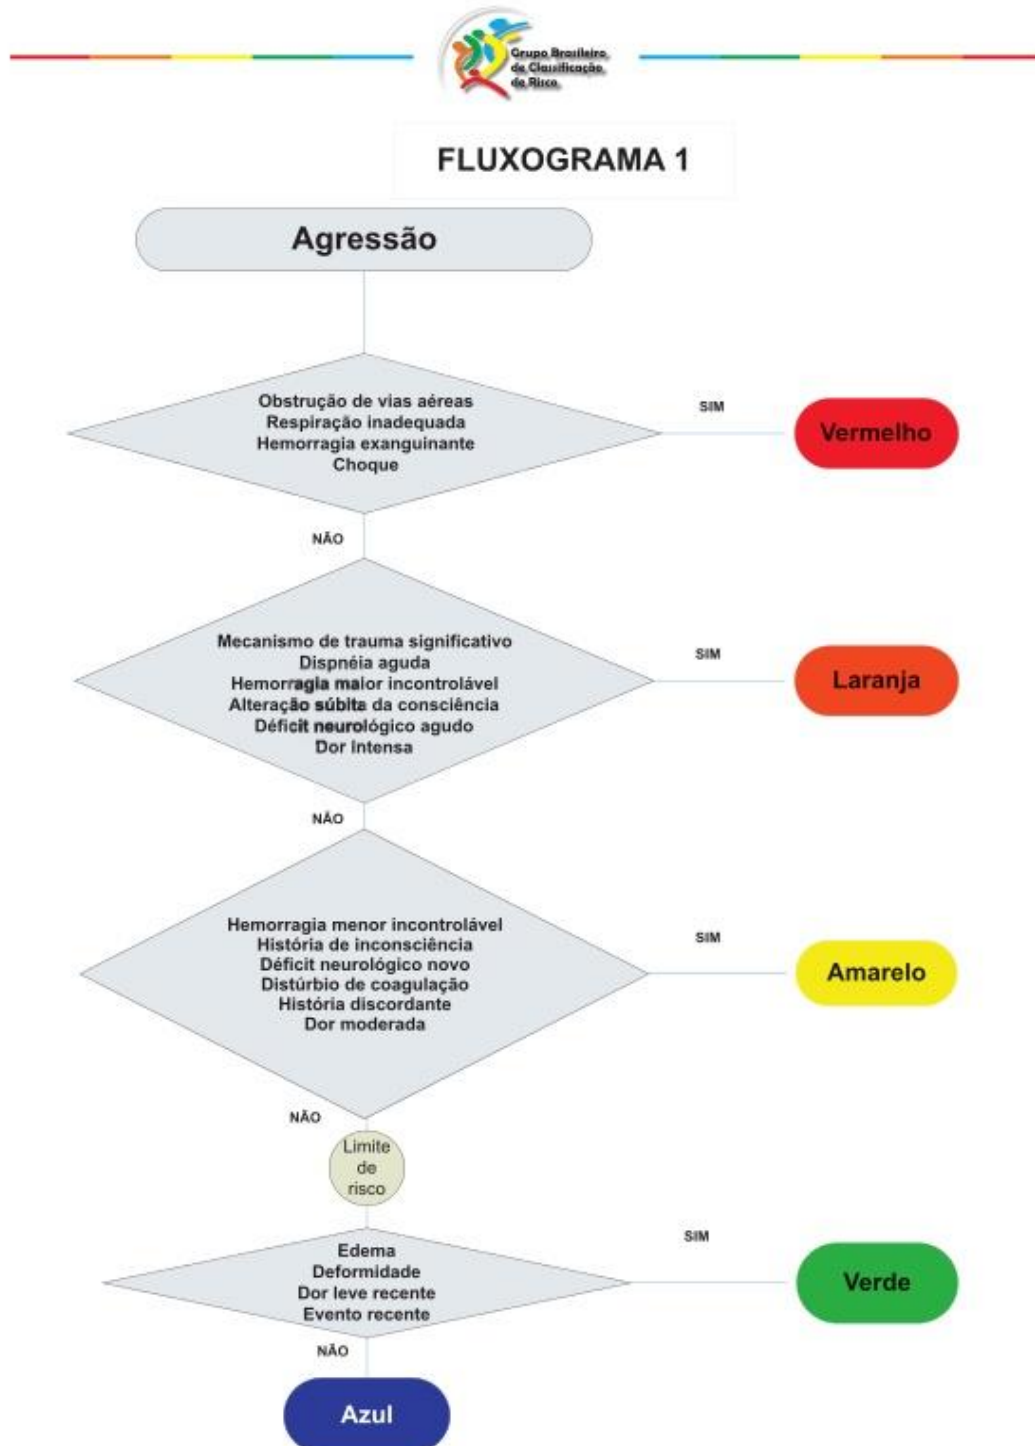 Grupo Brasileiro
de Classificação
de Risco
FLUXOGRAMA 1
Agressão
Obstrução de vias aéreas
Respiração inadequada
Hemorragia exanguinante
Choque
SIM
Vermelho
NÃO
Mecanismo de trauma significativo
Dispnéia aguda
Hemorragia maior incontrolável
Alteração súbita da consciência
Déficit neurológico agudo
Dor intensa
SIM
Laranja
NÃO
Hemorragia menor incontrolável
História de inconsciência
Déficit neurológico novo
Distúrbio de coagulação
História discordante
Dor moderada
SIM
Amarelo
NÃO
Limite
de
risco
Edema
Deformidade
Dor leve recente
Evento recente
SIM
Verde
NÃO
Azul